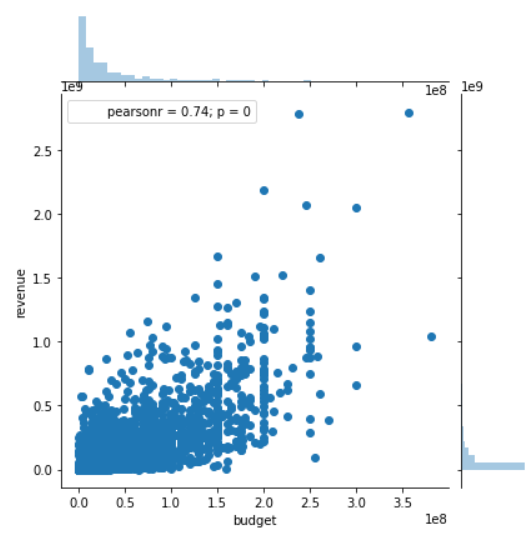 1e9
1e8
1e9
pearsonr = 0.74; p = 0
2.5
2.0
1.5
1.0
0.5
0.0
revenue
0.0 0.5 1.0 1.5 2.0 2.5 3.0 3.5
budget
1e8